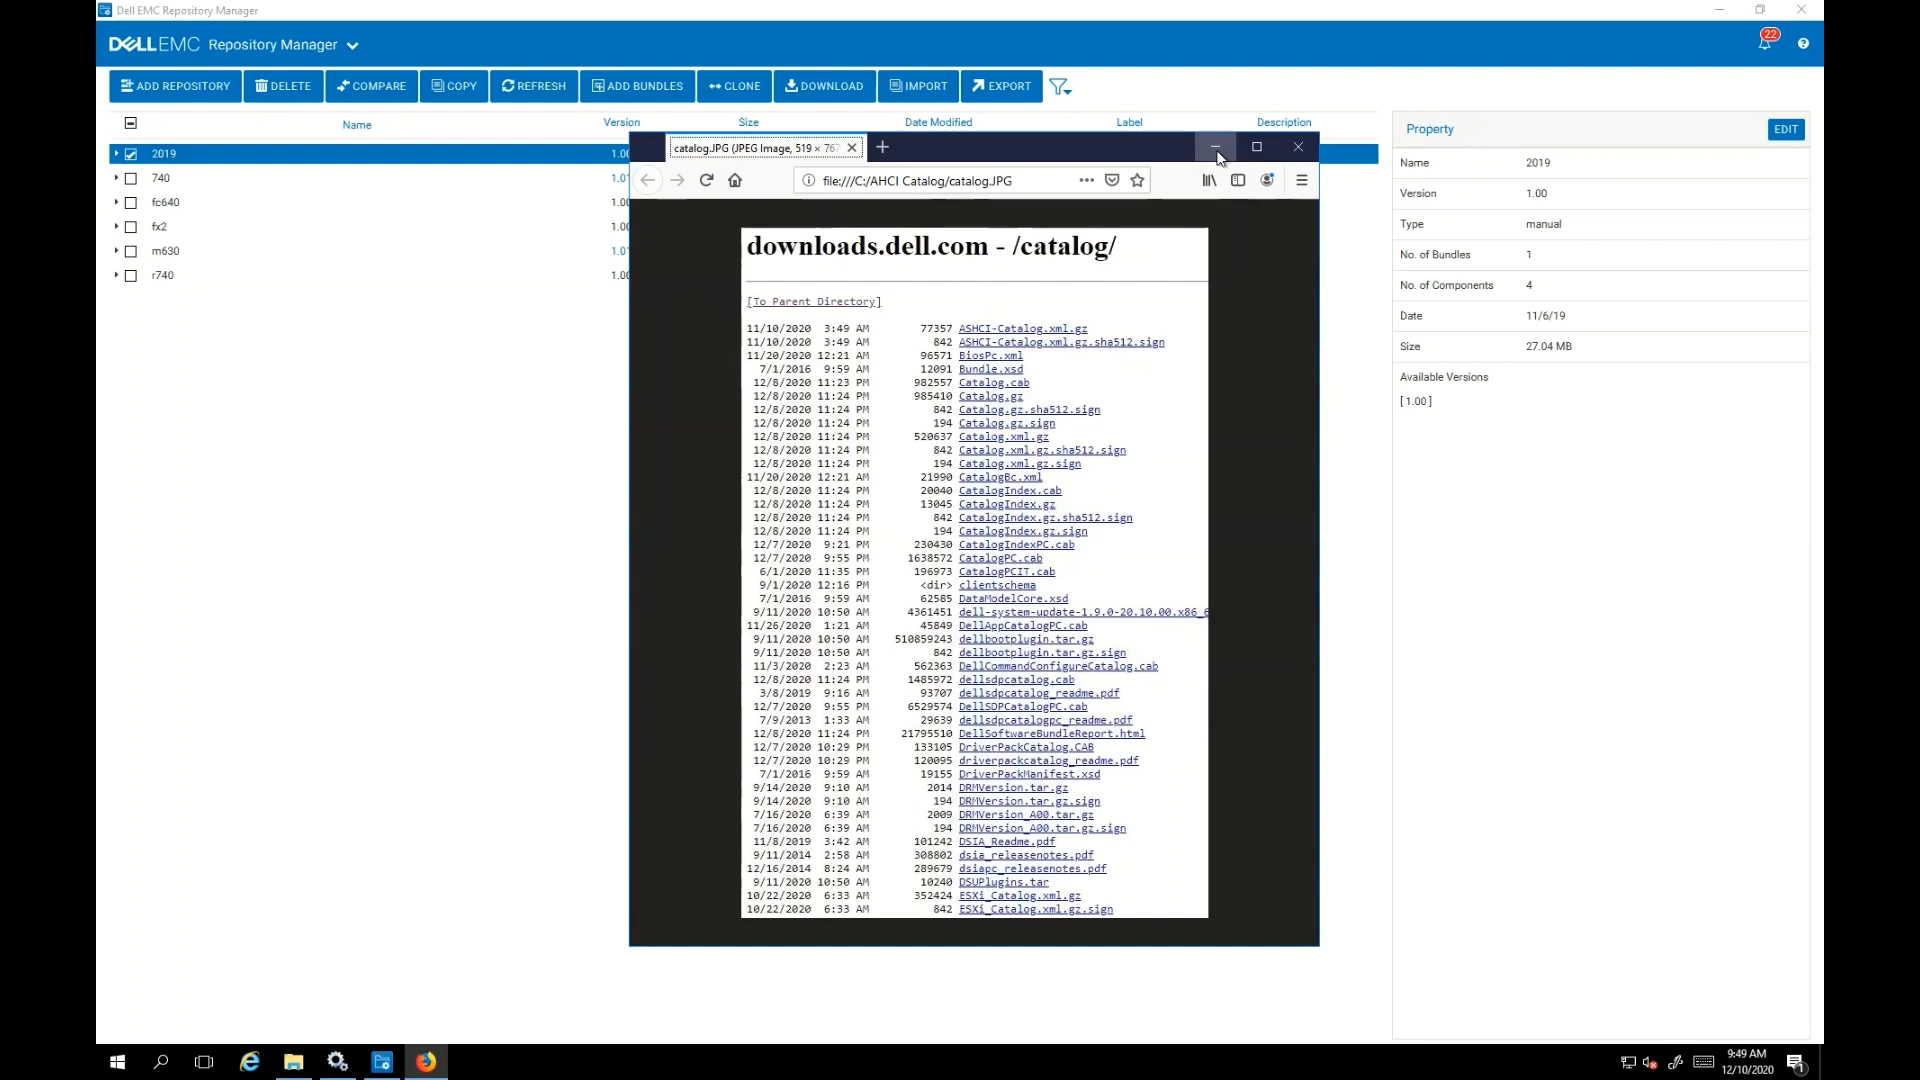 Dell EMC Repository Manager
DELLEMC Repository Manager
22
ADD REPOSITORY DELETE COMPARE COPY REFRESH ADD BUNDLES CLONE DOWNLOAD IMPORT EXPORT
Name Version Size Date Modified Label Description
2019 1.00
740 1.01
fc640 1.00
fx2 1.00
m630 1.01
r740 1.00
catalog.JPG (JPEG Image, 519 × 767
file:///C:/AHCI Catalog/catalog.JPG
downloads.dell.com - /catalog/
[To Parent Directory]
11/10/2020 3:49 AM 77357 ASHCI-Catalog.xml.gz
11/10/2020 3:49 AM 842 ASHCI-Catalog.xml.gz.sha512.sign
11/20/2020 12:21 AM 96571 BiosPc.xml
7/1/2016 9:59 AM 12091 Bundle.xsd
12/8/2020 11:23 PM 982557 Catalog.cab
12/8/2020 11:24 PM 985410 Catalog.gz
12/8/2020 11:24 PM 842 Catalog.gz.sha512.sign
12/8/2020 11:24 PM 194 Catalog.gz.sign
12/8/2020 11:24 PM 520637 Catalog.xml.gz
12/8/2020 11:24 PM 842 Catalog.xml.gz.sha512.sign
12/8/2020 11:24 PM 194 Catalog.xml.gz.sign
11/20/2020 12:21 AM 21990 CatalogBc.xml
12/8/2020 11:24 PM 20040 CatalogIndex.cab
12/8/2020 11:24 PM 13045 CatalogIndex.gz
12/8/2020 11:24 PM 842 CatalogIndex.gz.sha512.sign
12/8/2020 11:24 PM 194 CatalogIndex.gz.sign
12/7/2020 9:21 PM 230430 CatalogIndexPC.cab
12/7/2020 9:55 PM 1638572 CatalogPC.cab
6/1/2020 11:35 PM 196973 CatalogPCIT.cab
9/1/2020 12:16 PM <dir> clientschema
7/1/2016 9:59 AM 62585 DataModelCore.xsd
9/11/2020 10:50 AM 4361451 dell-system-update-1.9.0-20.10.00.x86_6
11/26/2020 1:21 AM 45849 DellAppCatalogPC.cab
9/11/2020 10:50 AM 510859243 dellbootplugin.tar.gz
9/11/2020 10:50 AM 842 dellbootplugin.tar.gz.sign
11/3/2020 2:23 AM 562363 DellCommandConfigureCatalog.cab
12/8/2020 11:24 PM 1485972 dellsdpcatalog.cab
3/8/2019 9:16 AM 93707 dellsdpcatalog_readme.pdf
12/7/2020 9:55 PM 6529574 DellSDPCatalogPC.cab
7/9/2013 1:33 AM 29639 dellsdpcatalogpc_readme.pdf
12/8/2020 11:24 PM 21795510 DellSoftwareBundleReport.html
12/7/2020 10:29 PM 133105 DriverPackCatalog.CAB
12/7/2020 10:29 PM 120095 driverpackcatalog_readme.pdf
7/1/2016 9:59 AM 19155 DriverPackManifest.xsd
9/14/2020 9:10 AM 2014 DRMVersion.tar.gz
9/14/2020 9:10 AM 194 DRMVersion.tar.gz.sign
7/16/2020 6:39 AM 2009 DRMVersion_A00.tar.gz
7/16/2020 6:39 AM 194 DRMVersion_A00.tar.gz.sign
11/8/2019 3:42 AM 101242 DSIA_Readme.pdf
9/11/2014 2:58 AM 308802 dsia_releasenotes.pdf
12/16/2014 8:24 AM 289679 dsiapc_releasenotes.pdf
9/11/2020 10:50 AM 10240 DSUPlugins.tar
10/22/2020 6:33 AM 352424 ESXi_Catalog.xml.gz
10/22/2020 6:33 AM 842 ESXi_Catalog.xml.gz.sign
Property EDIT
Name 2019
Version 1.00
Type manual
No. of Bundles 1
No. of Components 4
Date 11/6/19
Size 27.04 MB
Available Versions
[ 1.00 ]
9:49 AM
12/10/2020
1